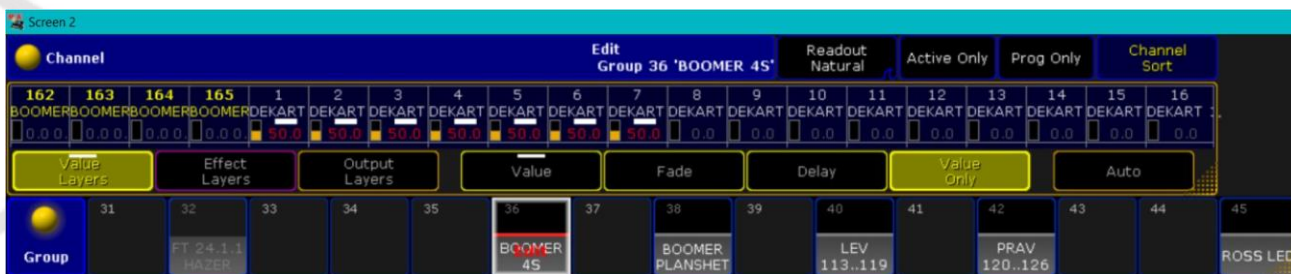 Screen 2
Channel
Edit
Group 36 'BOOMER 4S'
Readout
Natural
Active Only
Prog Only
Channel
Sort
162 163 164 165 1 2 3 4 5 6 7 8 9 10 11 12 13 14 15 16
BOOMER BOOMER BOOMER BOOMER DEKART DEKART DEKART DEKART DEKART DEKART DEKART DEKART DEKART DEKART DEKART DEKART DEKART DEKART DEKART DEKART
0.0 0.0 0.0 0.0 50.0 50.0 50.0 50.0 50.0 50.0 50.0 0.0 0.0 0.0 0.0 0.0 0.0 0.0 0.0 0.0
Value
Layers
Effect
Layers
Output
Layers
Value
Fade
Delay
Value
Only
Auto
Group
31 32 33 34 35 36 37 38 39 40 41 42 43 44 45
FT 24.1.1
HAZER
BOOMER
4S
BOOMER
PLANSHET
LEV
113..119
PRAV
120..126
ROSS LED